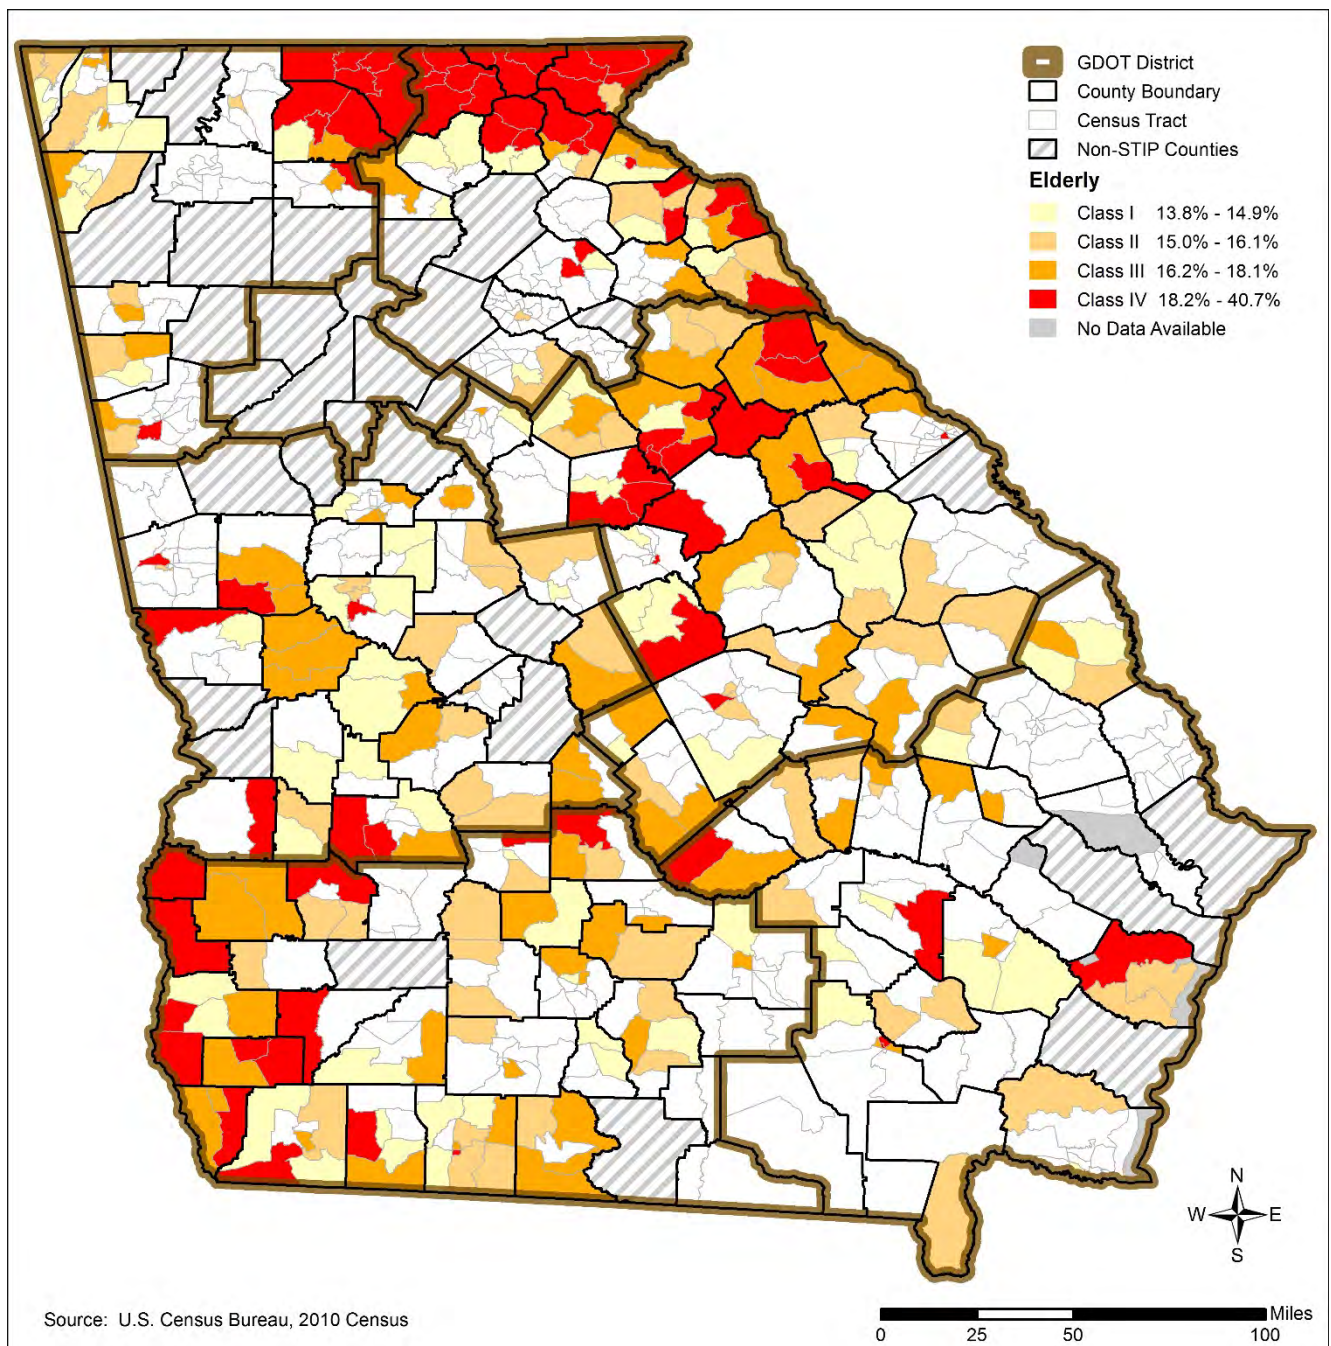 GDOT District
County Boundary
Census Tract
Non-STIP Counties
Elderly
Class I 13.8% - 14.9%
Class II 15.0% - 16.1%
Class III 16.2% - 18.1%
Class IV 18.2% - 40.7%
No Data Available
N
W E
S
Source: U.S. Census Bureau, 2010 Census
Miles
0 25 50 100